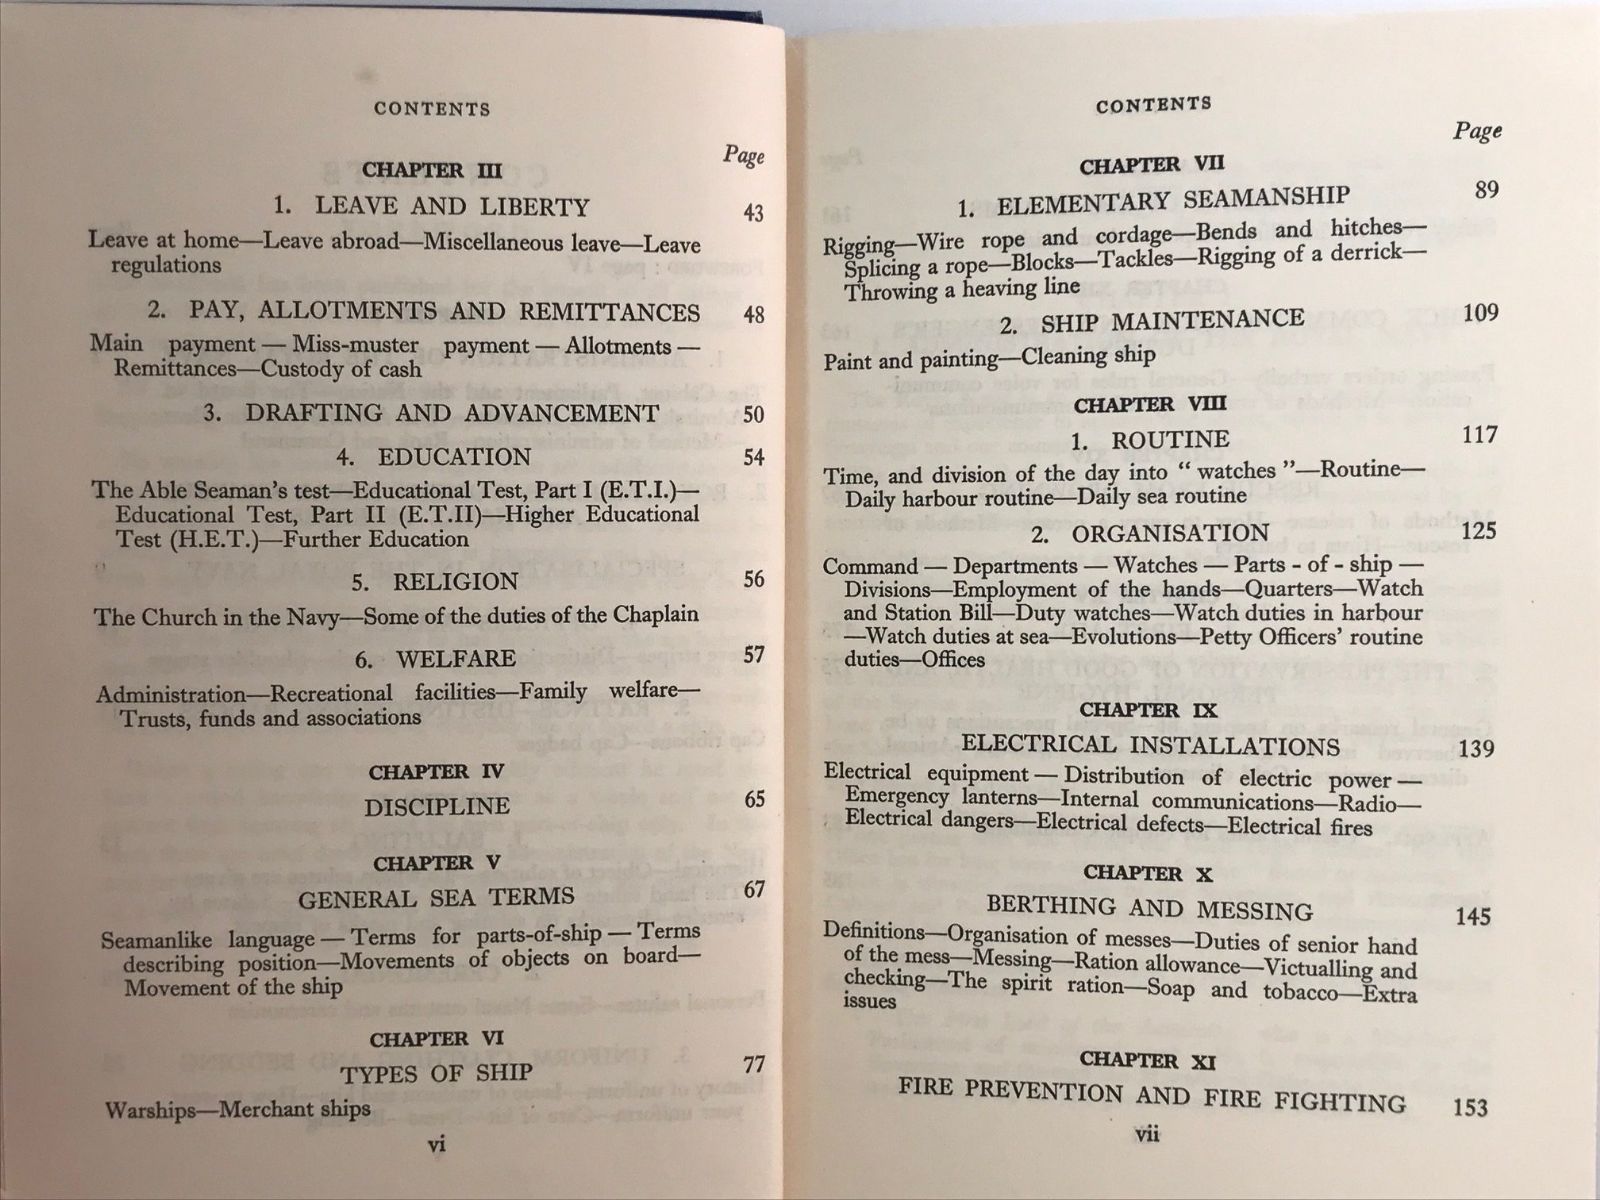 CONTENTS
Page
CHAPTER III
1. LEAVE AND LIBERTY 43
Leave at home—Leave abroad—Miscellaneous leave—Leave
regulations
2. PAY, ALLOTMENTS AND REMITTANCES 48
Main payment — Miss-muster payment — Allotments —
Remittances—Custody of cash
3. DRAFTING AND ADVANCEMENT 50
4. EDUCATION 54
The Able Seaman's test—Educational Test, Part I (E.T.I.)—
Educational Test, Part II (E.T.II)—Higher Educational
Test (H.E.T.)—Further Education
5. RELIGION 56
The Church in the Navy—Some of the duties of the Chaplain
6. WELFARE 57
Administration—Recreational facilities—Family welfare—
Trusts, funds and associations
CHAPTER IV
DISCIPLINE 65
CHAPTER V
GENERAL SEA TERMS 67
Seamanlike language — Terms for parts-of-ship — Terms
describing position—Movements of objects on board—
Movement of the ship
CHAPTER VI
TYPES OF SHIP 77
Warships—Merchant ships
vi
CONTENTS
Page
CHAPTER VII
1. ELEMENTARY SEAMANSHIP 89
Rigging—Wire rope and cordage—Bends and hitches—
Splicing a rope—Blocks—Tackles—Rigging of a derrick—
Throwing a heaving line
2. SHIP MAINTENANCE 109
Paint and painting—Cleaning ship
CHAPTER VIII
1. ROUTINE 117
Time, and division of the day into “ watches ”—Routine—
Daily harbour routine—Daily sea routine
2. ORGANISATION 125
Command — Departments — Watches — Parts - of - ship —
Divisions—Employment of the hands—Quarters—Watch
and Station Bill—Duty watches—Watch duties in harbour
—Watch duties at sea—Evolutions—Petty Officers' routine
duties—Offices
CHAPTER IX
ELECTRICAL INSTALLATIONS 139
Electrical equipment — Distribution of electric power —
Emergency lanterns—Internal communications—Radio—
Electrical dangers—Electrical defects—Electrical fires
CHAPTER X
BERTHING AND MESSING 145
Definitions—Organisation of messes—Duties of senior hand
of the mess—Messing—Ration allowance—Victualling and
checking—The spirit ration—Soap and tobacco—Extra
issues
CHAPTER XI
FIRE PREVENTION AND FIRE FIGHTING 153
vii